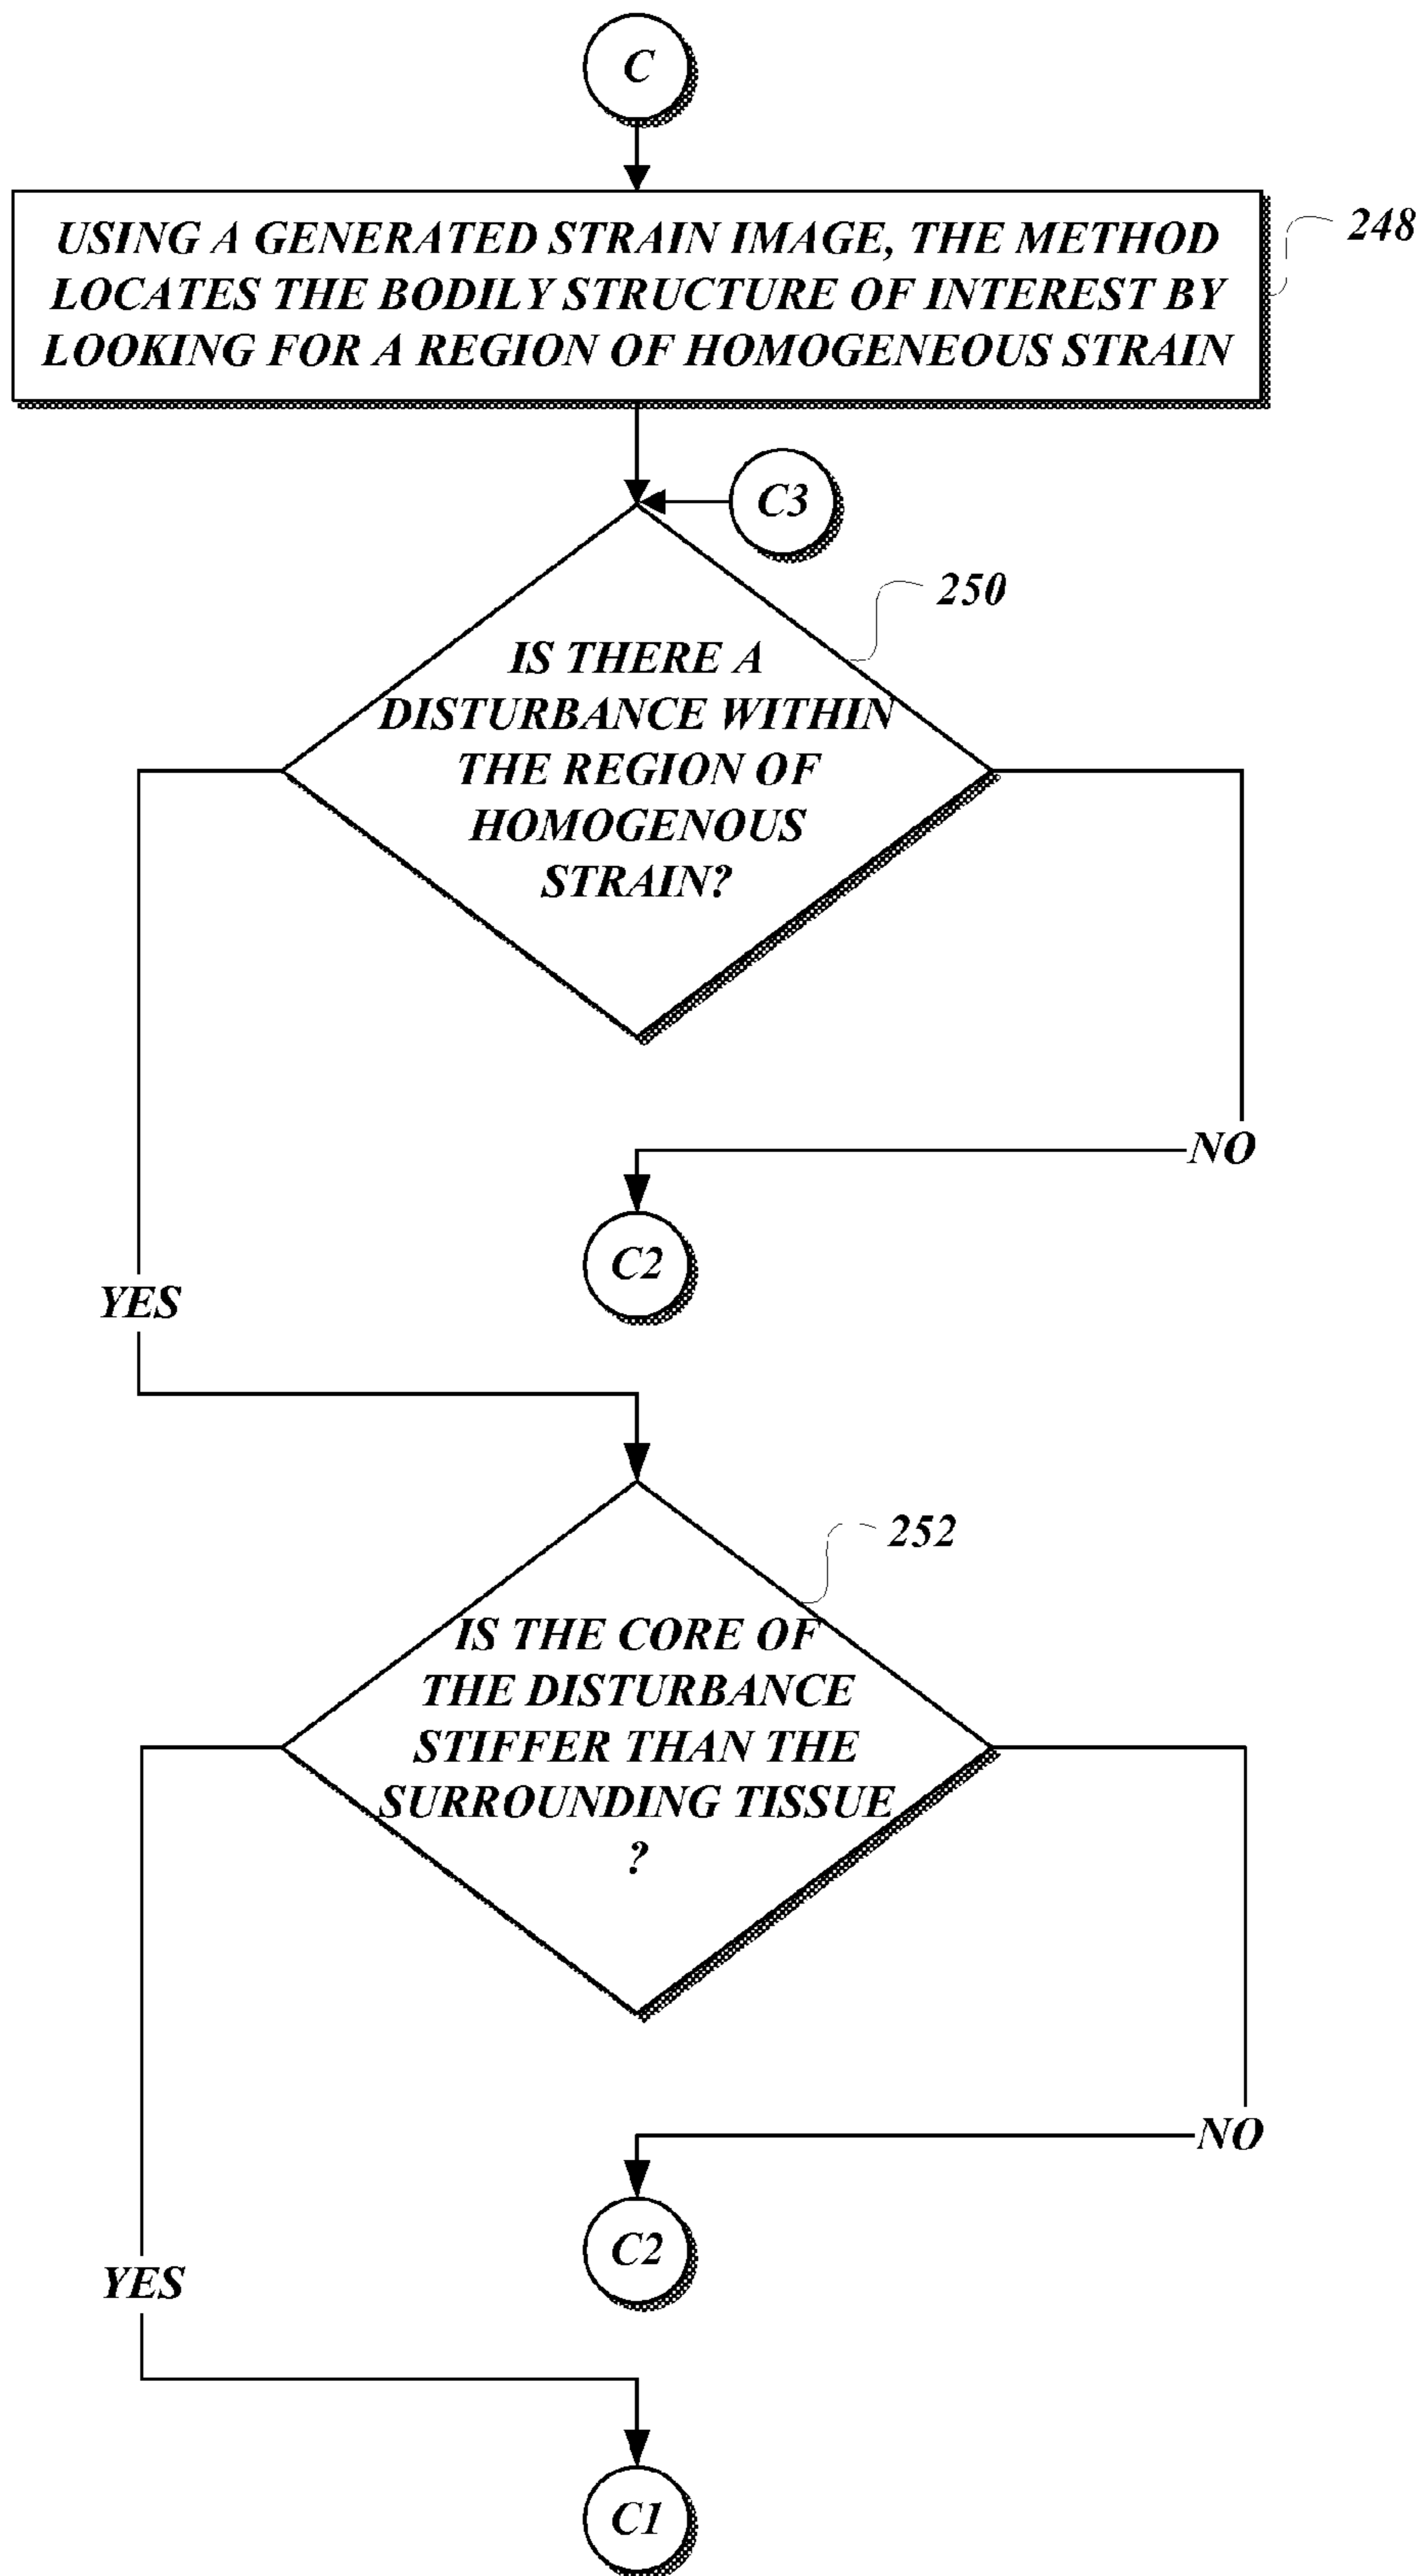 C
USING A GENERATED STRAIN IMAGE, THE METHOD
LOCATES THE BODILY STRUCTURE OF INTEREST BY
LOOKING FOR A REGION OF HOMOGENEOUS STRAIN
248
C3
250
IS THERE A
DISTURBANCE WITHIN
THE REGION OF
HOMOGENOUS
STRAIN?
NO
C2
YES
252
IS THE CORE OF
THE DISTURBANCE
STIFFER THAN THE
SURROUNDING TISSUE
?
NO
C2
YES
C1